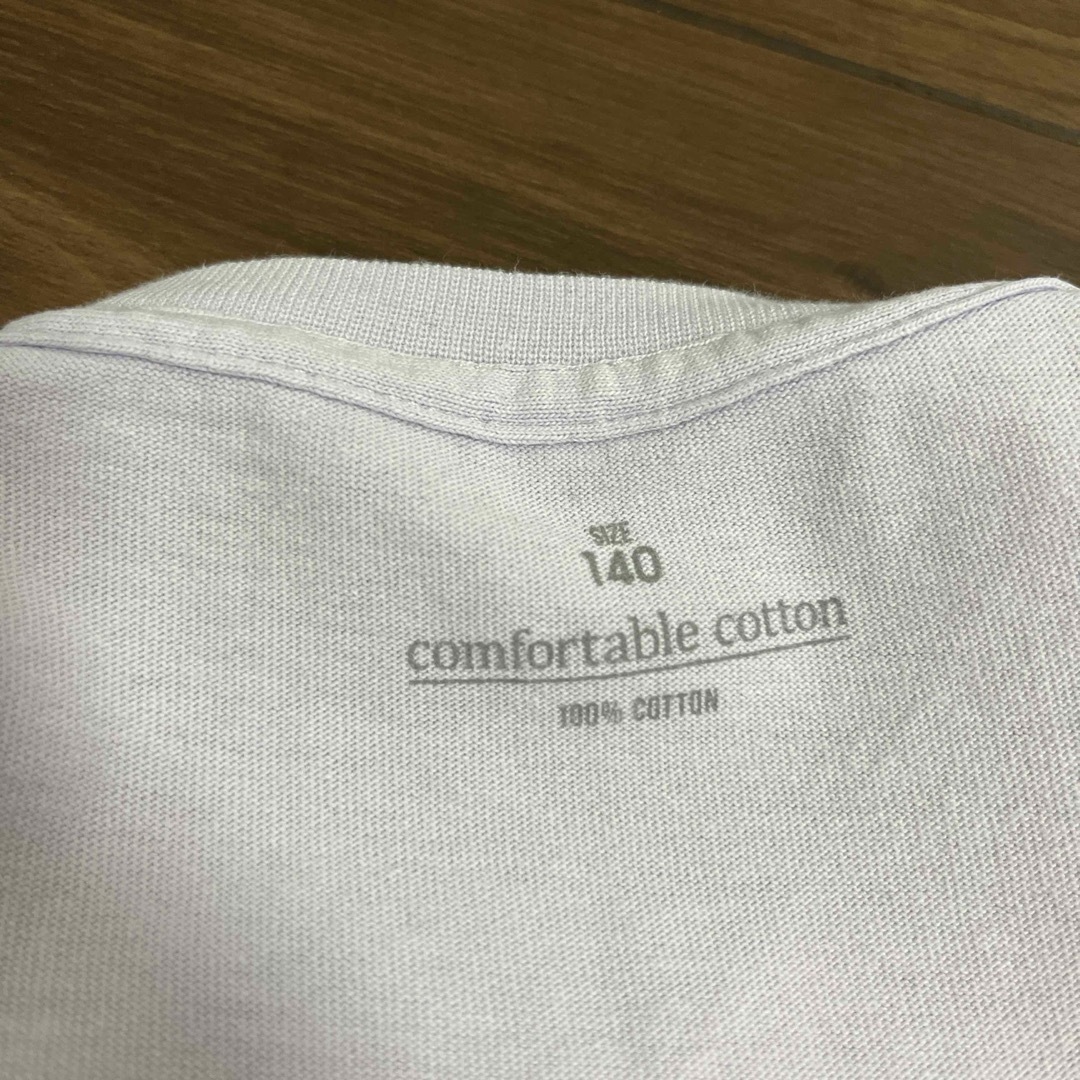 SIZE
140
comfortable cotton
100% COTTON